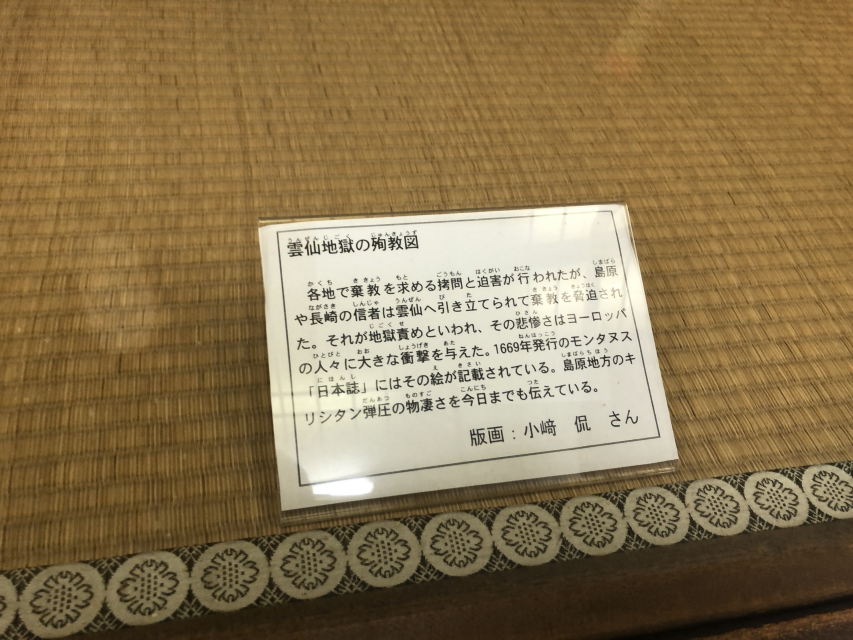 雲仙地獄の殉教図
各地で棄教を求める拷問と迫害が行われたが、島原
や長崎の信者は雲仙へ引き立てられて棄教を脅迫され
た。それが地獄責めといわれ、その悲惨さはヨーロッパ
の人々に大きな衝撃を与えた。1669年発行のモンタヌス
「日本誌」にはその絵が記載されている。島原地方のキ
リシタン弾圧の物凄さを今日までも伝えている。
版画：小﨑 侃 さん